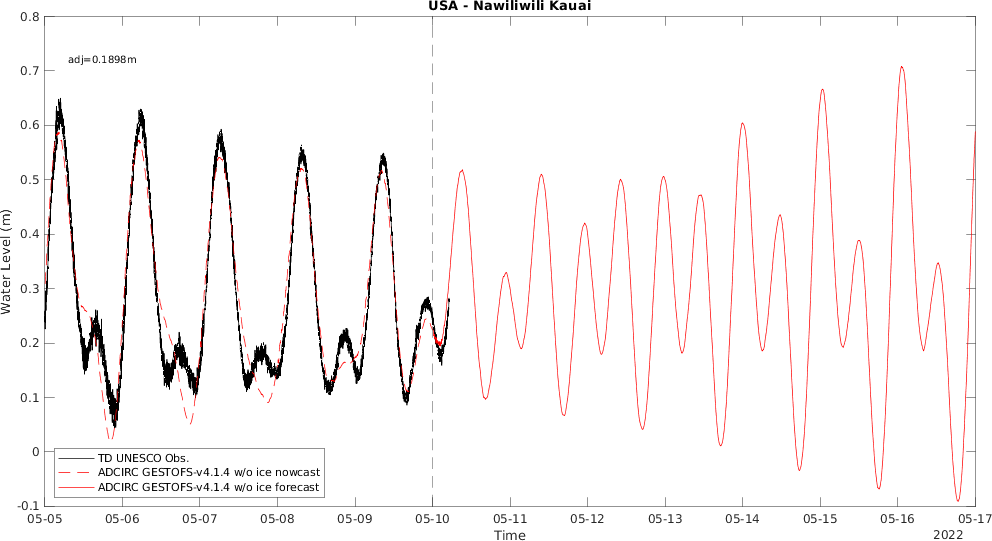 USA - Nawiliwili Kauai
adj=0.1898m
0.8
0.7
0.6
0.5
0.4
0.3
0.2
0.1
0
-0.1
Water Level (m)
TD UNESCO Obs.
ADCIRC GESTOFS-v4.1.4 w/o ice nowcast
ADCIRC GESTOFS-v4.1.4 w/o ice forecast
05-05 05-06 05-07 05-08 05-09 05-10 05-11 05-12 05-13 05-14 05-15 05-16 05-17
Time
2022